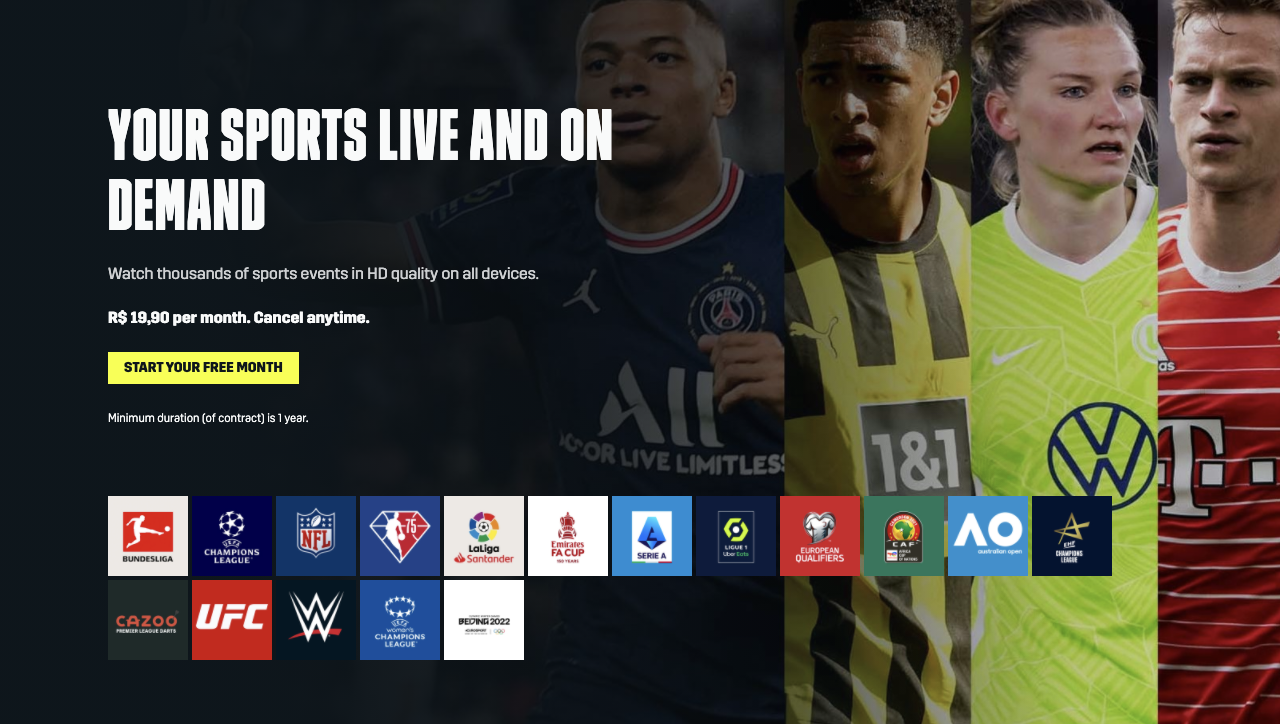 YOUR SPORTS LIVE AND ON
DEMAND
Watch thousands of sports events in HD quality on all devices.
R$ 19,90 per month. Cancel anytime.
START YOUR FREE MONTH
Minimum duration (of contract) is 1 year.
PARIS
All
ACCOR LIVE LIMITLESS
1&1
adidas
T
BUNDESLIGA
CHAMPIONS
LEAGUE
NFL
75
LaLiga
Santander
Emirates
FA CUP
150 YEARS
SERIE A
LIGUE 1
Uber Eats
EUROPEAN
QUALIFIERS
CAF
AO
australian open
EHF
CHAMPIONS
LEAGUE
CAZOO
PREMIER LEAGUE DARTS
UFC
W
women's
CHAMPIONS
LEAGUE
BEIJING 2022